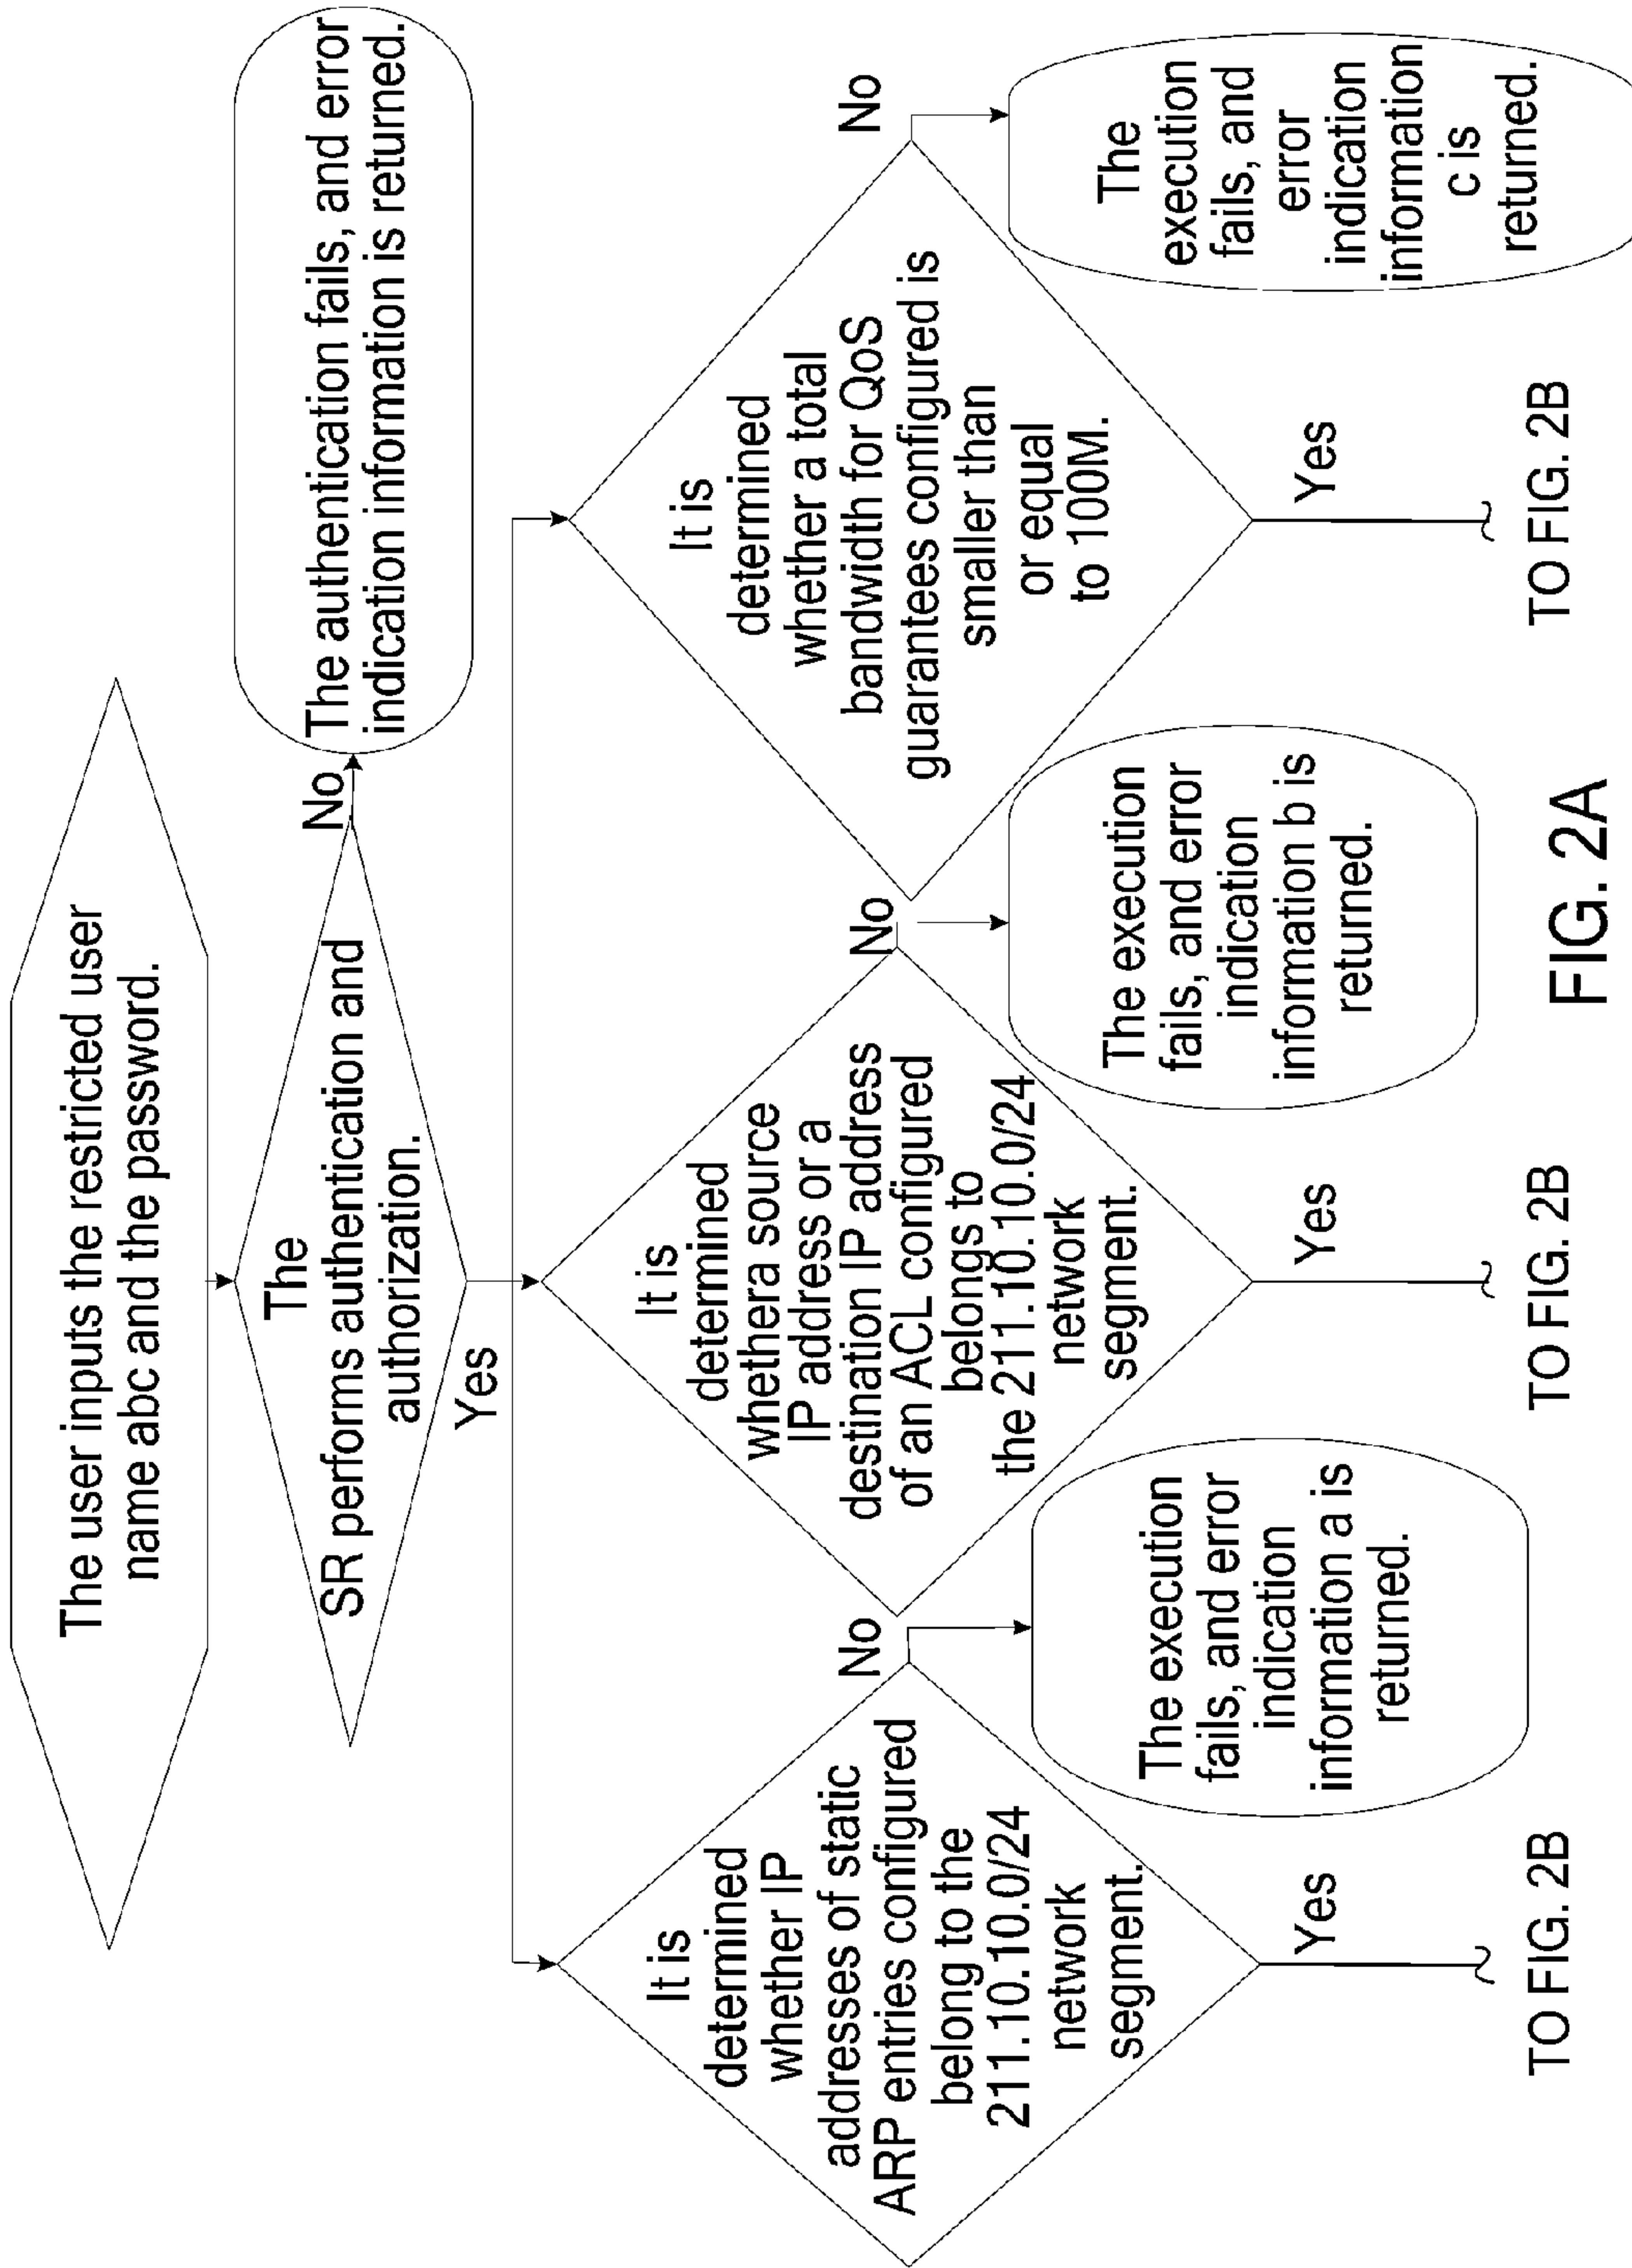 The user inputs the restricted user
name abc and the password.
The
SR performs authentication and
authorization.
No
The authentication fails, and error
indication information is returned.
Yes
It is
determined
whether IP
addresses of static
ARP entries configured
belong to the
211.10.10.0/24
network
segment.
No
The execution
fails, and error
indication
information a is
returned.
Yes
TO FIG. 2B
It is
determined
whethera source
IP address or a
destination IP address
of an ACL configured
belongs to
the 211.10.10.0/24
network
segment.
No
The execution
fails, and error
indication
information b is
returned.
Yes
TO FIG. 2B
It is
determined
whether a total
bandwidth for QoS
guarantees configured is
smaller than
or equal
to 100M.
No
The
execution
fails, and
error
indication
information
c is
returned.
Yes
TO FIG. 2B
FIG. 2A